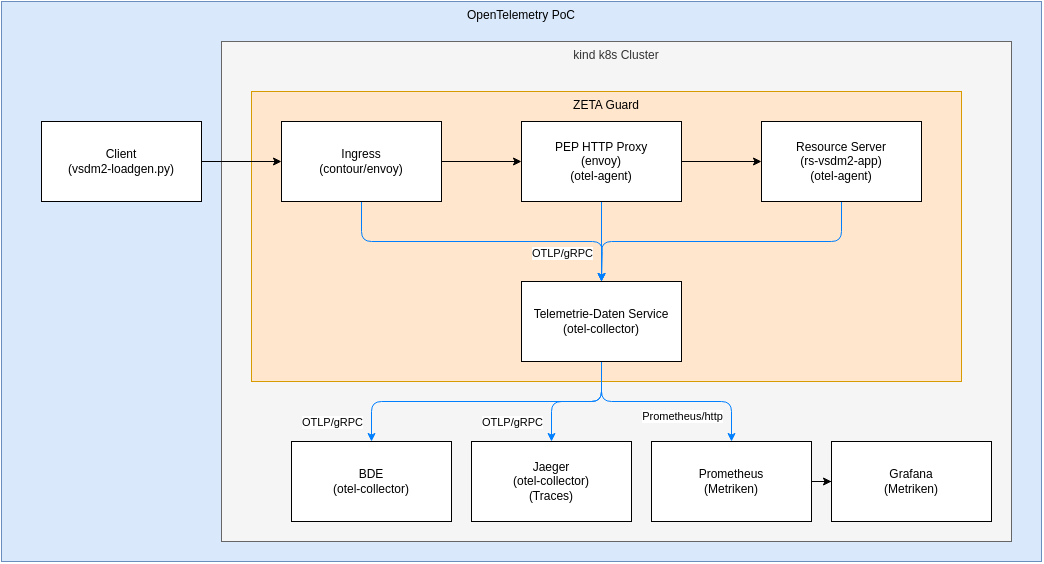 OpenTelemetry PoC
kind k8s Cluster
ZETA Guard
Client
(vsdm2-loadgen.py)
Ingress
(contour/envoy)
PEP HTTP Proxy
(envoy)
(otel-agent)
Resource Server
(rs-vsdm2-app)
(otel-agent)
OTLP/gRPC
Telemetrie-Daten Service
(otel-collector)
OTLP/gRPC
OTLP/gRPC
Prometheus/http
BDE
(otel-collector)
Jaeger
(otel-collector)
(Traces)
Prometheus
(Metriken)
Grafana
(Metriken)